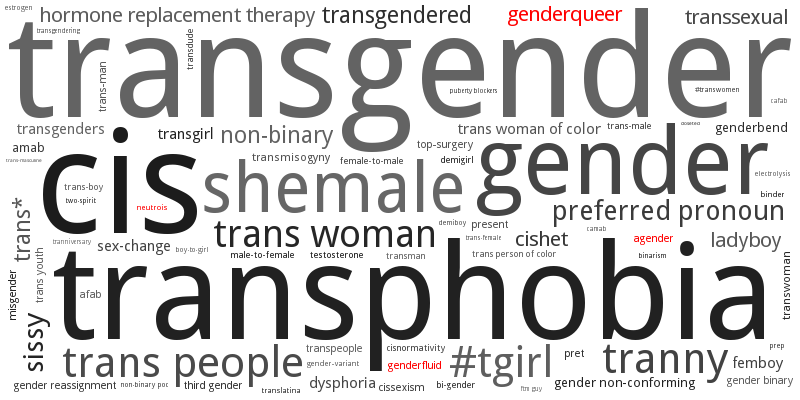 estrogen
hormone replacement therapy
transgendered
genderqueer
transsexual
transgendering
transgender
transdude
trans-man
puberty blockers
#transwomen
cafab
transgenders
transgirl
non-binary
trans woman of color
trans-male
genderbend
amab
cis
top-surgery
gender
trans-masculine
transmisogyny
female-to-male
demigirl
shemale
electrolysis
trans-boy
binder
two-spirit
neutrois
trans*
preferred pronoun
demiboy
present
trans woman
camab
tranniversary
sex-change
boy-to-girl
trans-female
cishet
agender
ladyboy
trans youth
male-to-female
testosterone
transman
trans person of color
binarism
transwoman
misgender
transphobia
afab
sissy
trans people
transpeople
cisnormativity
#tgirl
pret
tranny
prep
gender-variant
genderfluid
femboy
gender reassignment
non-binary poc
third gender
translatina
dysphoria
cissexism
bi-gender
ftm guy
gender non-conforming
gender binary